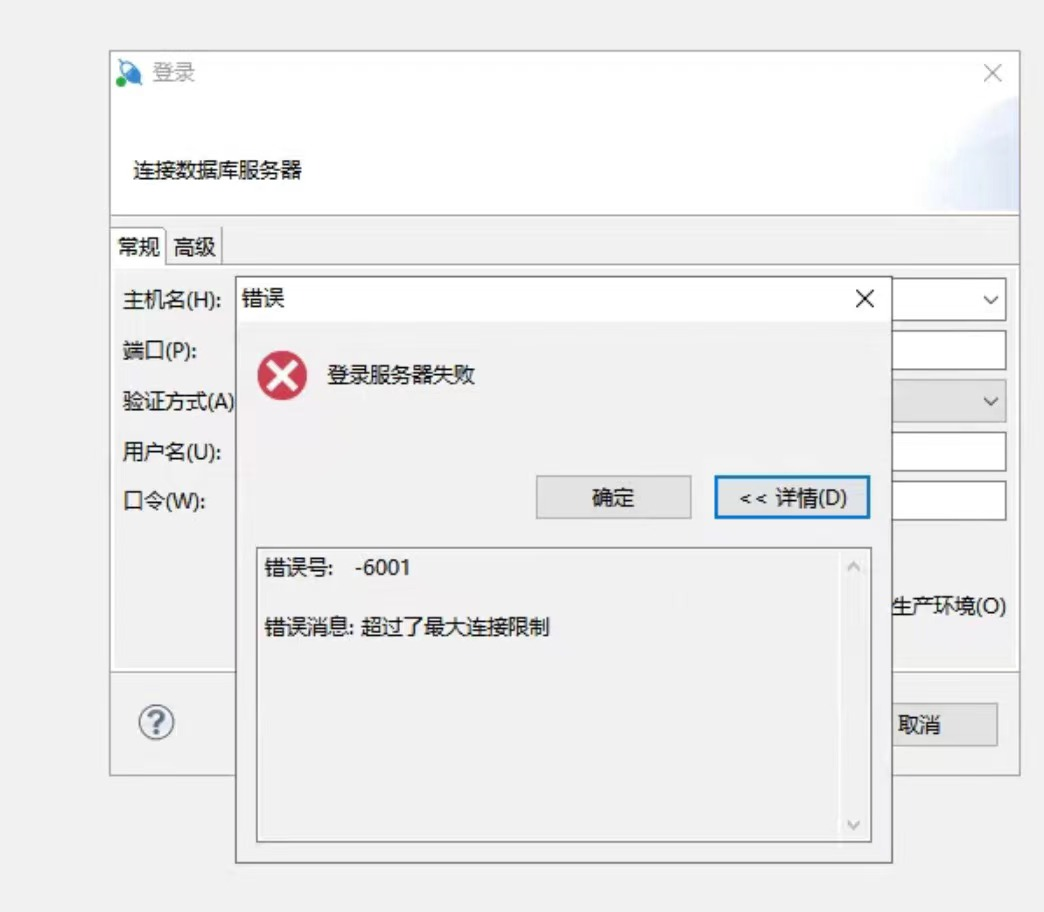 登录
连接数据库服务器
常规 高级
主机名(H):
错误
端口(P):
登录服务器失败
验证方式(A)
用户名(U):
口令(W):
确定
<< 详情(D)
错误号: -6001
错误消息: 超过了最大连接限制
生产环境(O)
取消